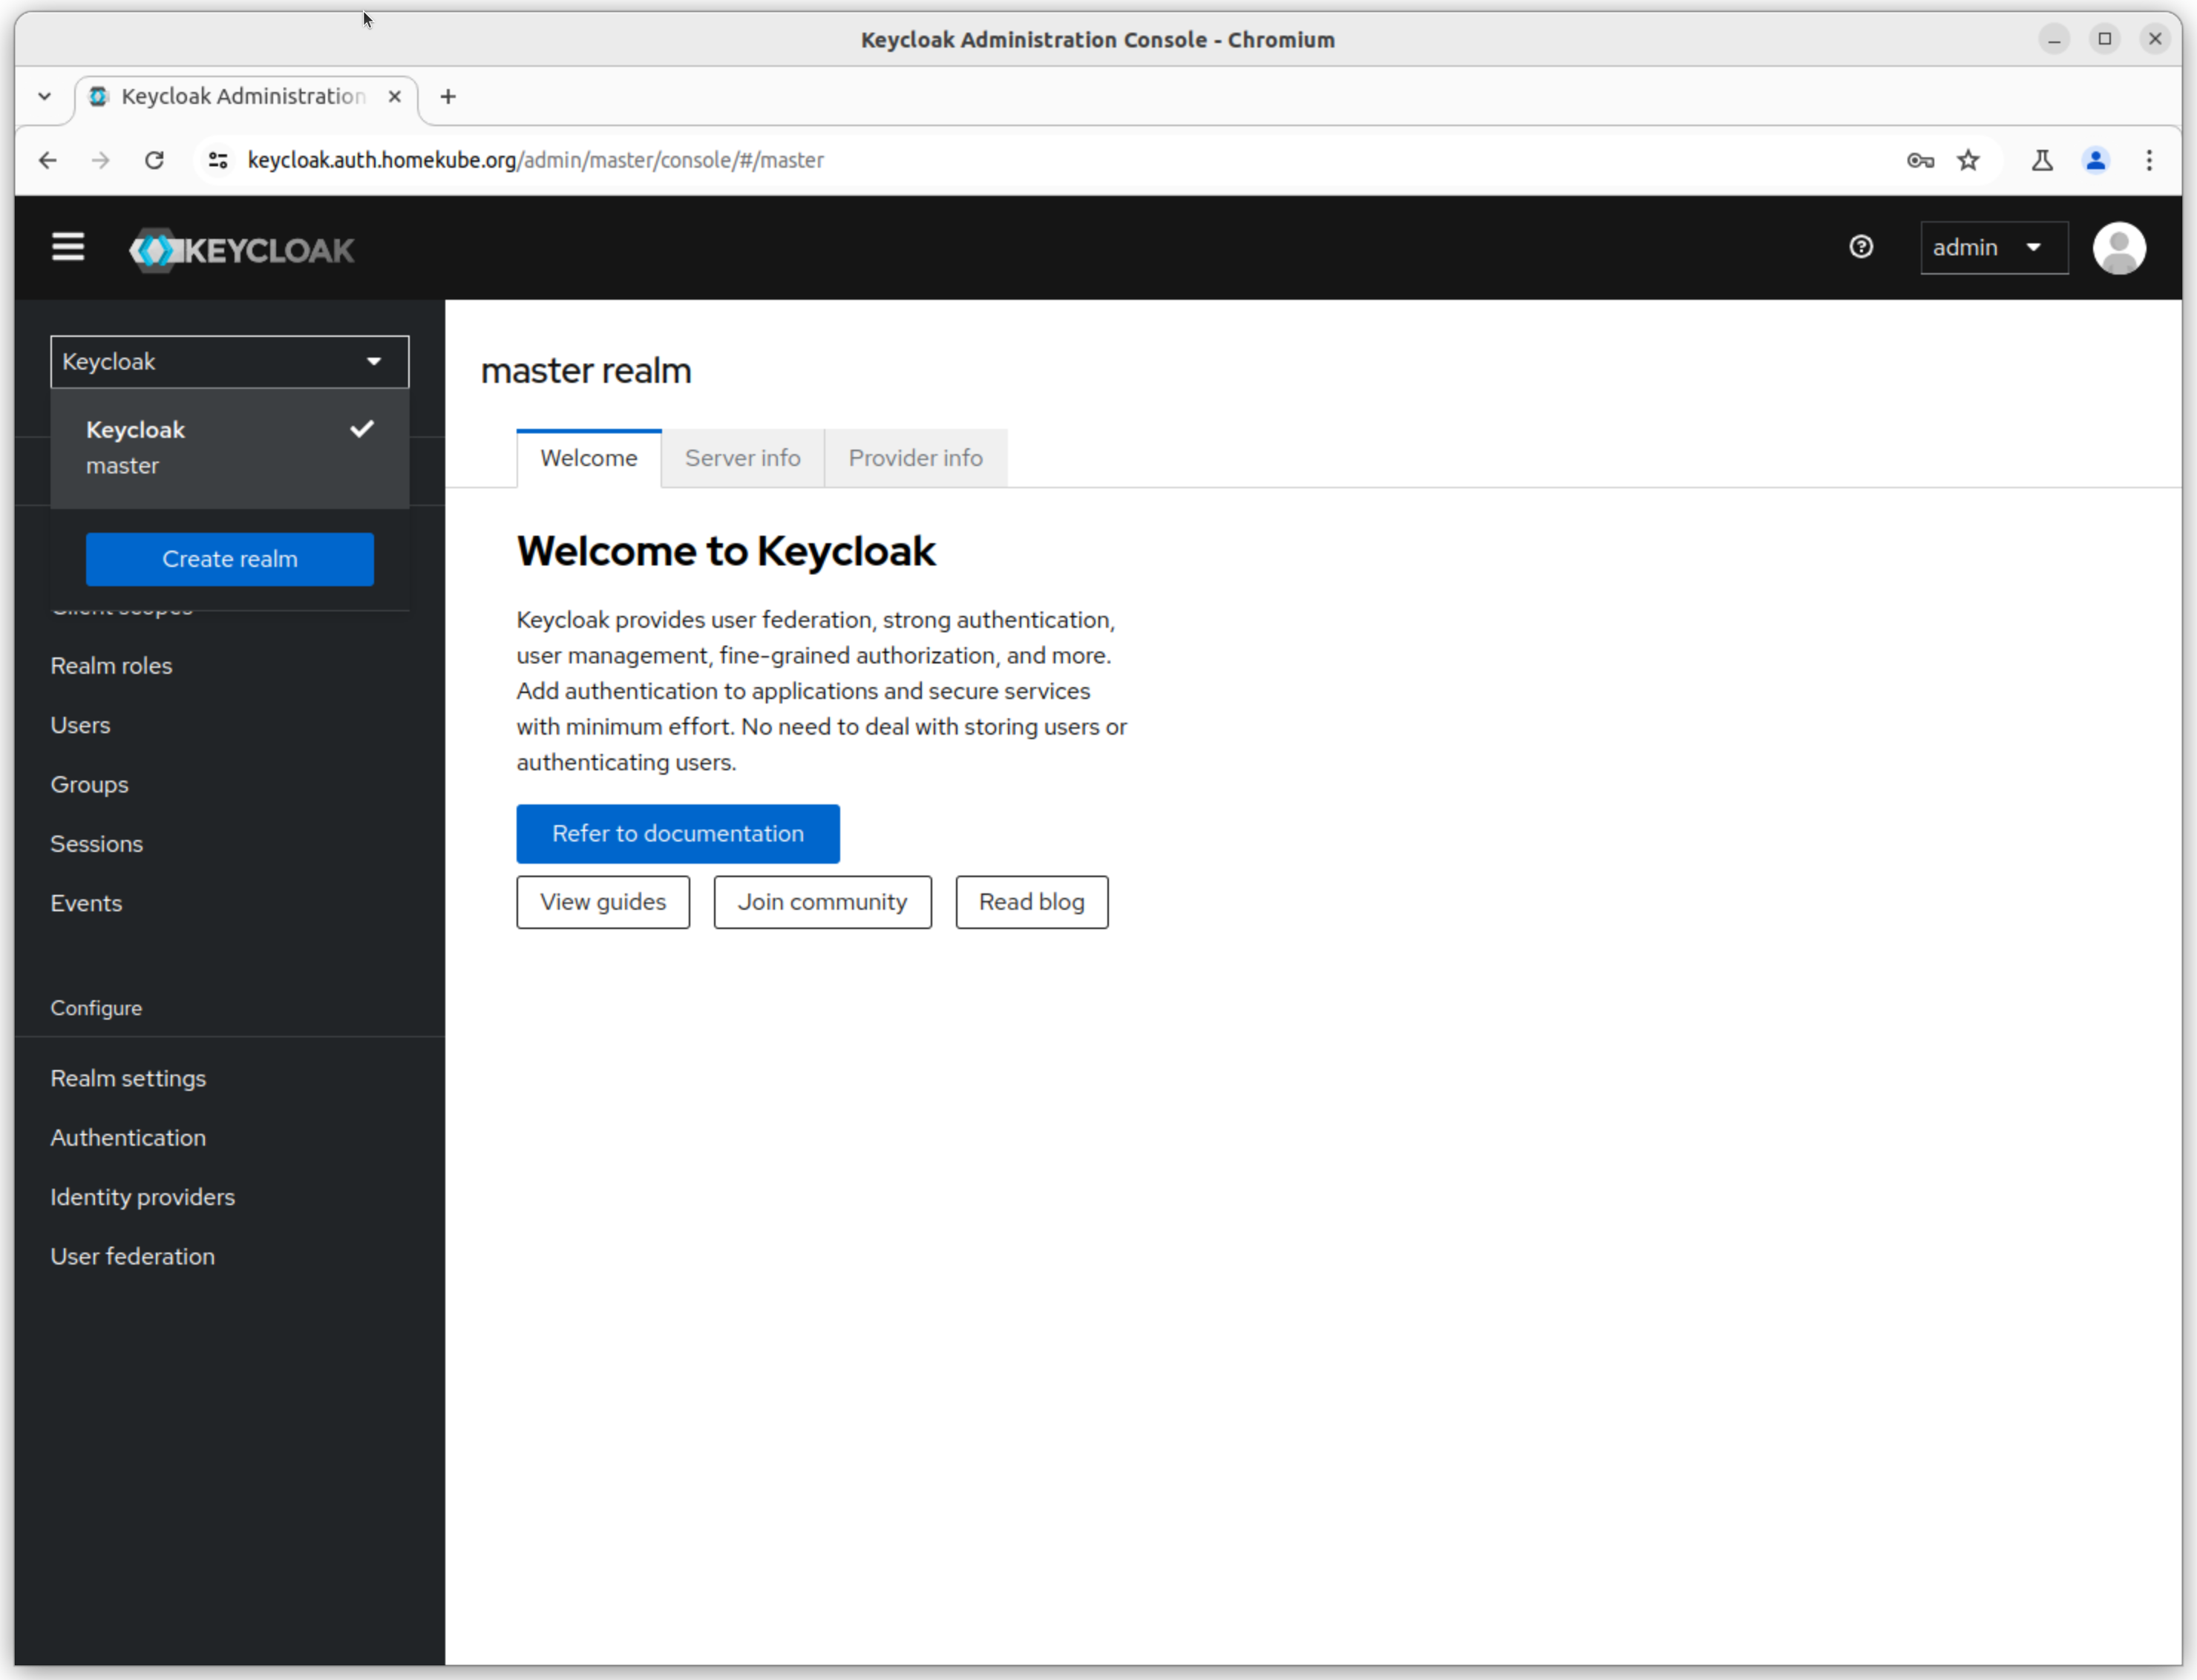 Keycloak Administration Console - Chromium
Keycloak Administration
keycloak.auth.homekube.org/admin/master/console/#/master
KEYCLOAK
admin
Keycloak
Keycloak
master
Create realm
Client scopes
Realm roles
Users
Groups
Sessions
Events
Configure
Realm settings
Authentication
Identity providers
User federation
master realm
Welcome
Server info
Provider info
Welcome to Keycloak
Keycloak provides user federation, strong authentication,
user management, fine-grained authorization, and more.
Add authentication to applications and secure services
with minimum effort. No need to deal with storing users or
authenticating users.
Refer to documentation
View guides
Join community
Read blog